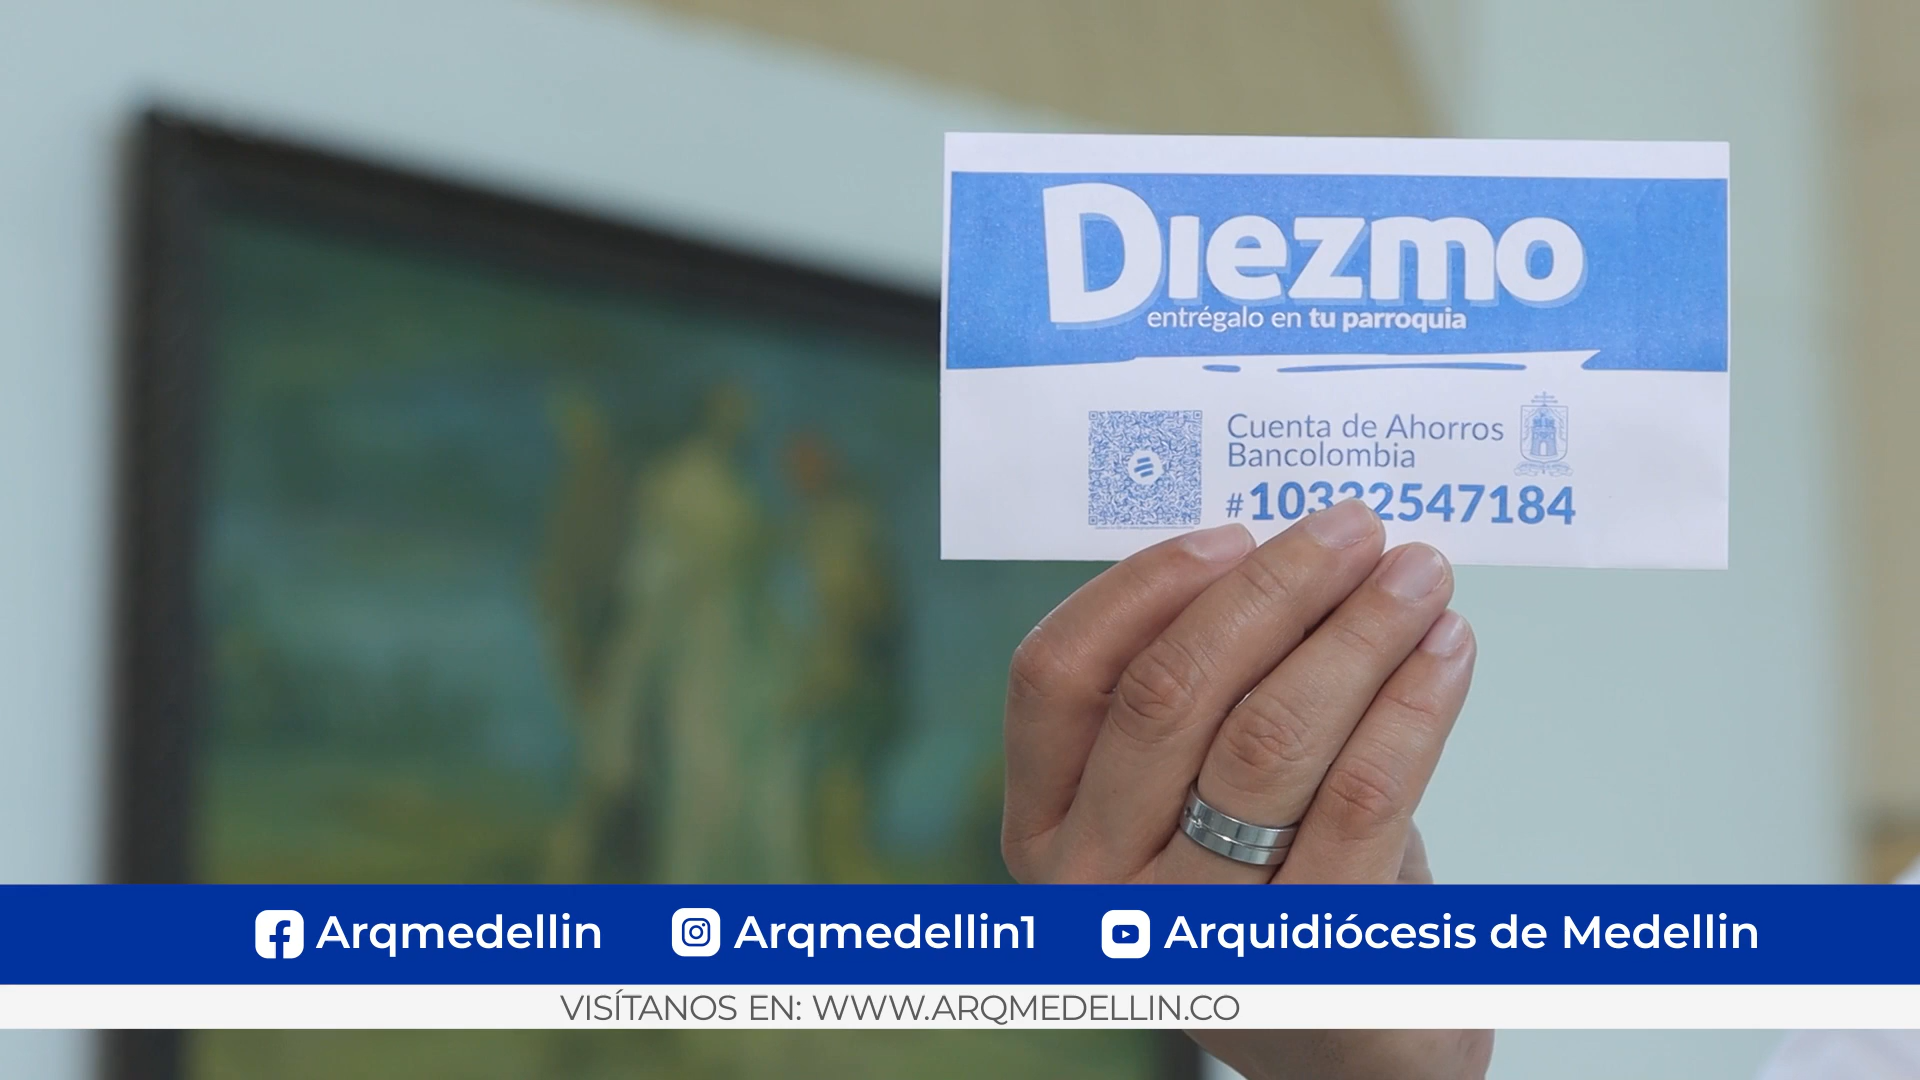 Diezmo
entrégalo en tu parroquia
Cuenta de Ahorros
Bancolombia
#10332547184
Arqmedellin
Arqmedellin1
Arquidiócesis de Medellin
VISÍTANOS EN: WWW.ARQMEDELLIN.CO